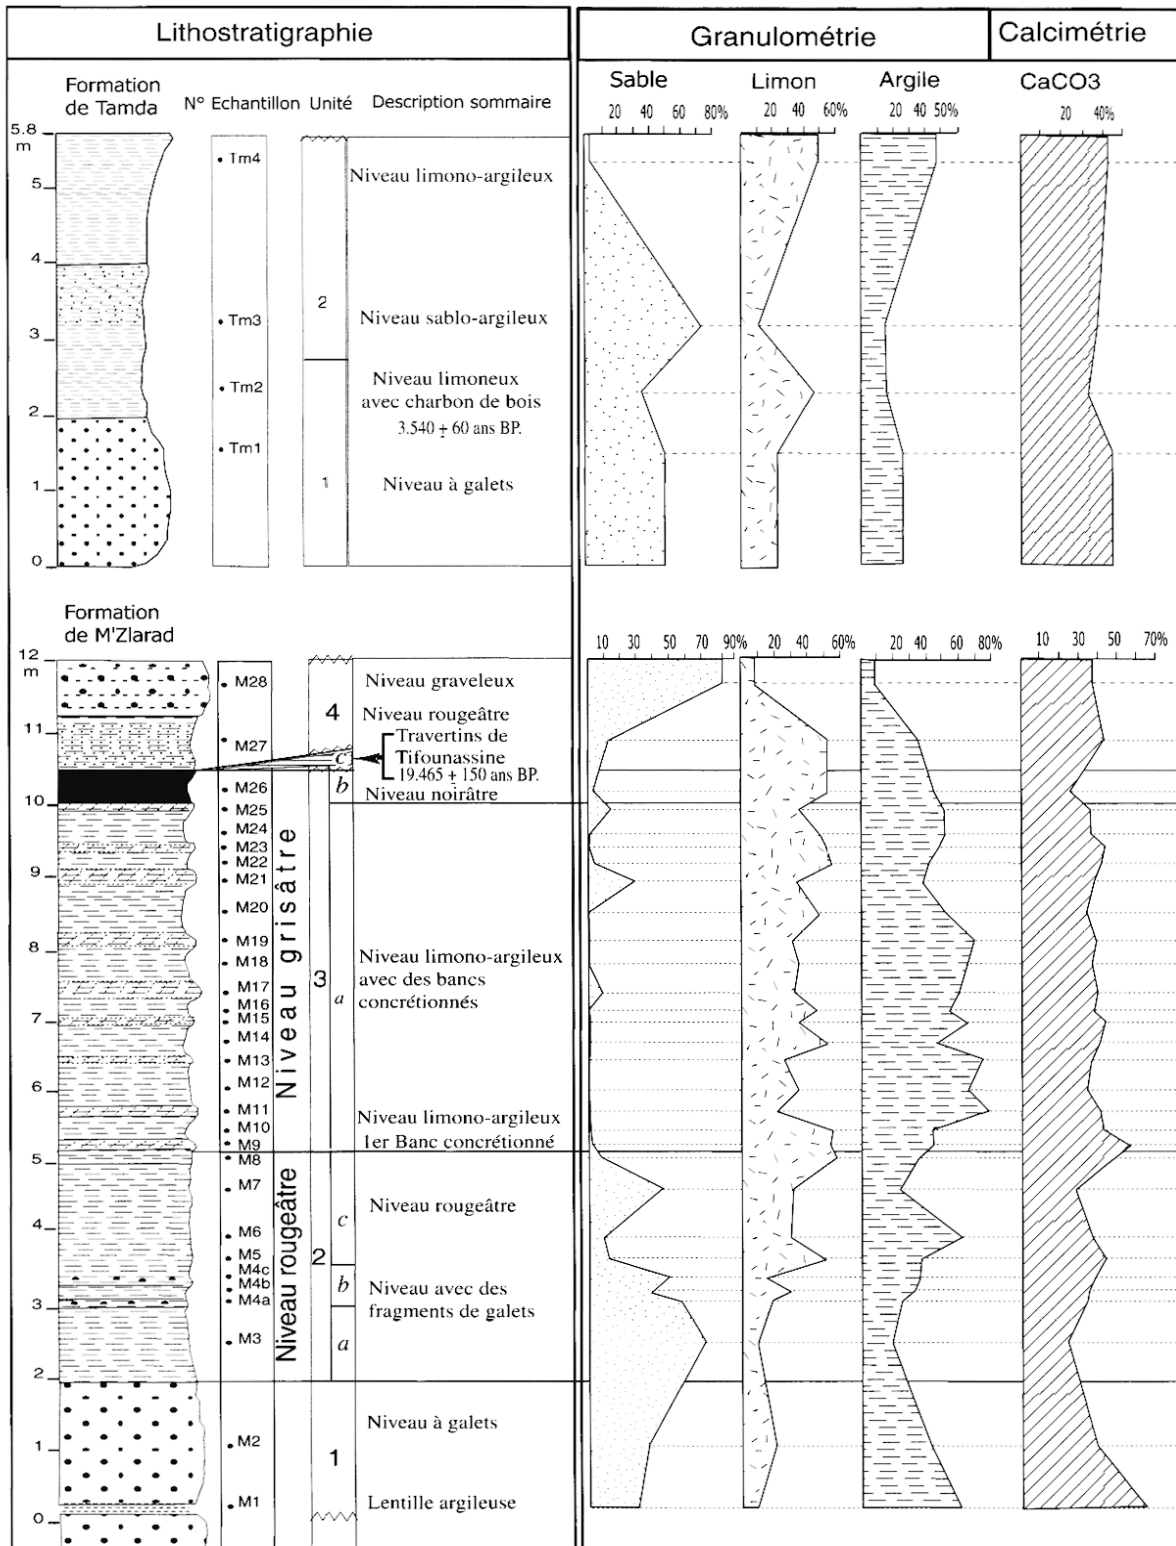 Lithostratigraphie
Granulométrie
Calcimétrie
Formation
de Tamda
N° Echantillon
Unité
Description sommaire
Sable
Limon
Argile
CaCO3
20 40 60 80%
20 40 60%
20 40 50%
20 40%
5.8
m
5
4
3
2
1
0
Tm4
Tm3
Tm2
Tm1
2
1
Niveau limono-argileux
Niveau sablo-argileux
Niveau limoneux
avec charbon de bois
3.540 ± 60 ans BP.
Niveau à galets
Formation
de M'Zlarad
10 30 50 70 90%
20 40 60%
20 40 60 80%
10 30 50 70%
12
m
11
10
9
8
7
6
5
4
3
2
1
0
M28
M27
M26
M25
M24
M23
M22
M21
M20
M19
M18
M17
M16
M15
M14
M13
M12
M11
M10
M9
M8
M7
M6
M5
M4c
M4b
M4a
M3
M2
M1
Niveau grisâtre
Niveau rougeâtre
4
c
b
3
a
2
c
b
a
1
Niveau graveleux
Niveau rougeâtre
Travertins de
Tifounassine
19.465 ± 150 ans BP.
Niveau noirâtre
Niveau limono-argileux
avec des bancs
concrétionnés
Niveau limono-argileux
1er Banc concrétionné
Niveau rougeâtre
Niveau avec des
fragments de galets
Niveau à galets
Lentille argileuse